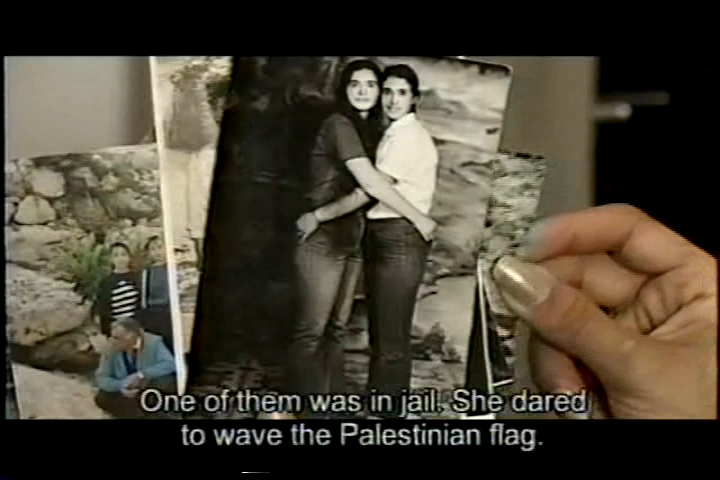 One of them was in jail. She dared
to wave the Palestinian flag.